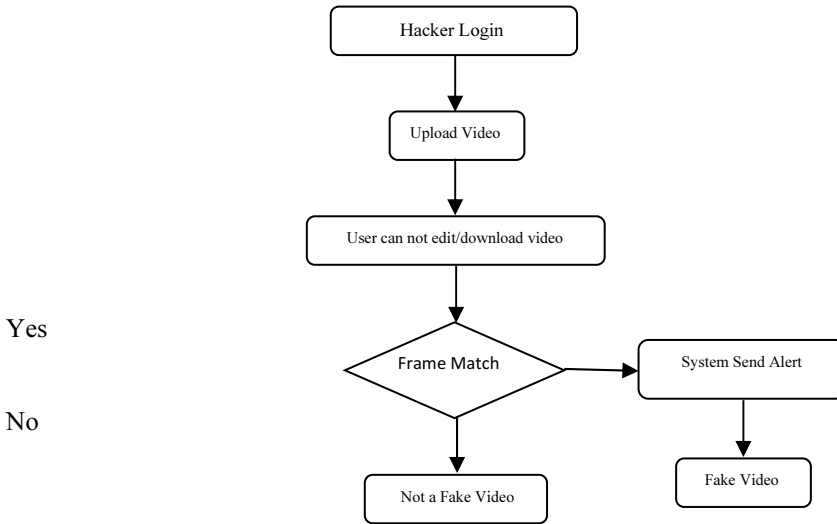 Hacker Login
Upload Video
User can not edit/download video
Yes
Frame Match
System Send Alert
No
Not a Fake Video
Fake Video